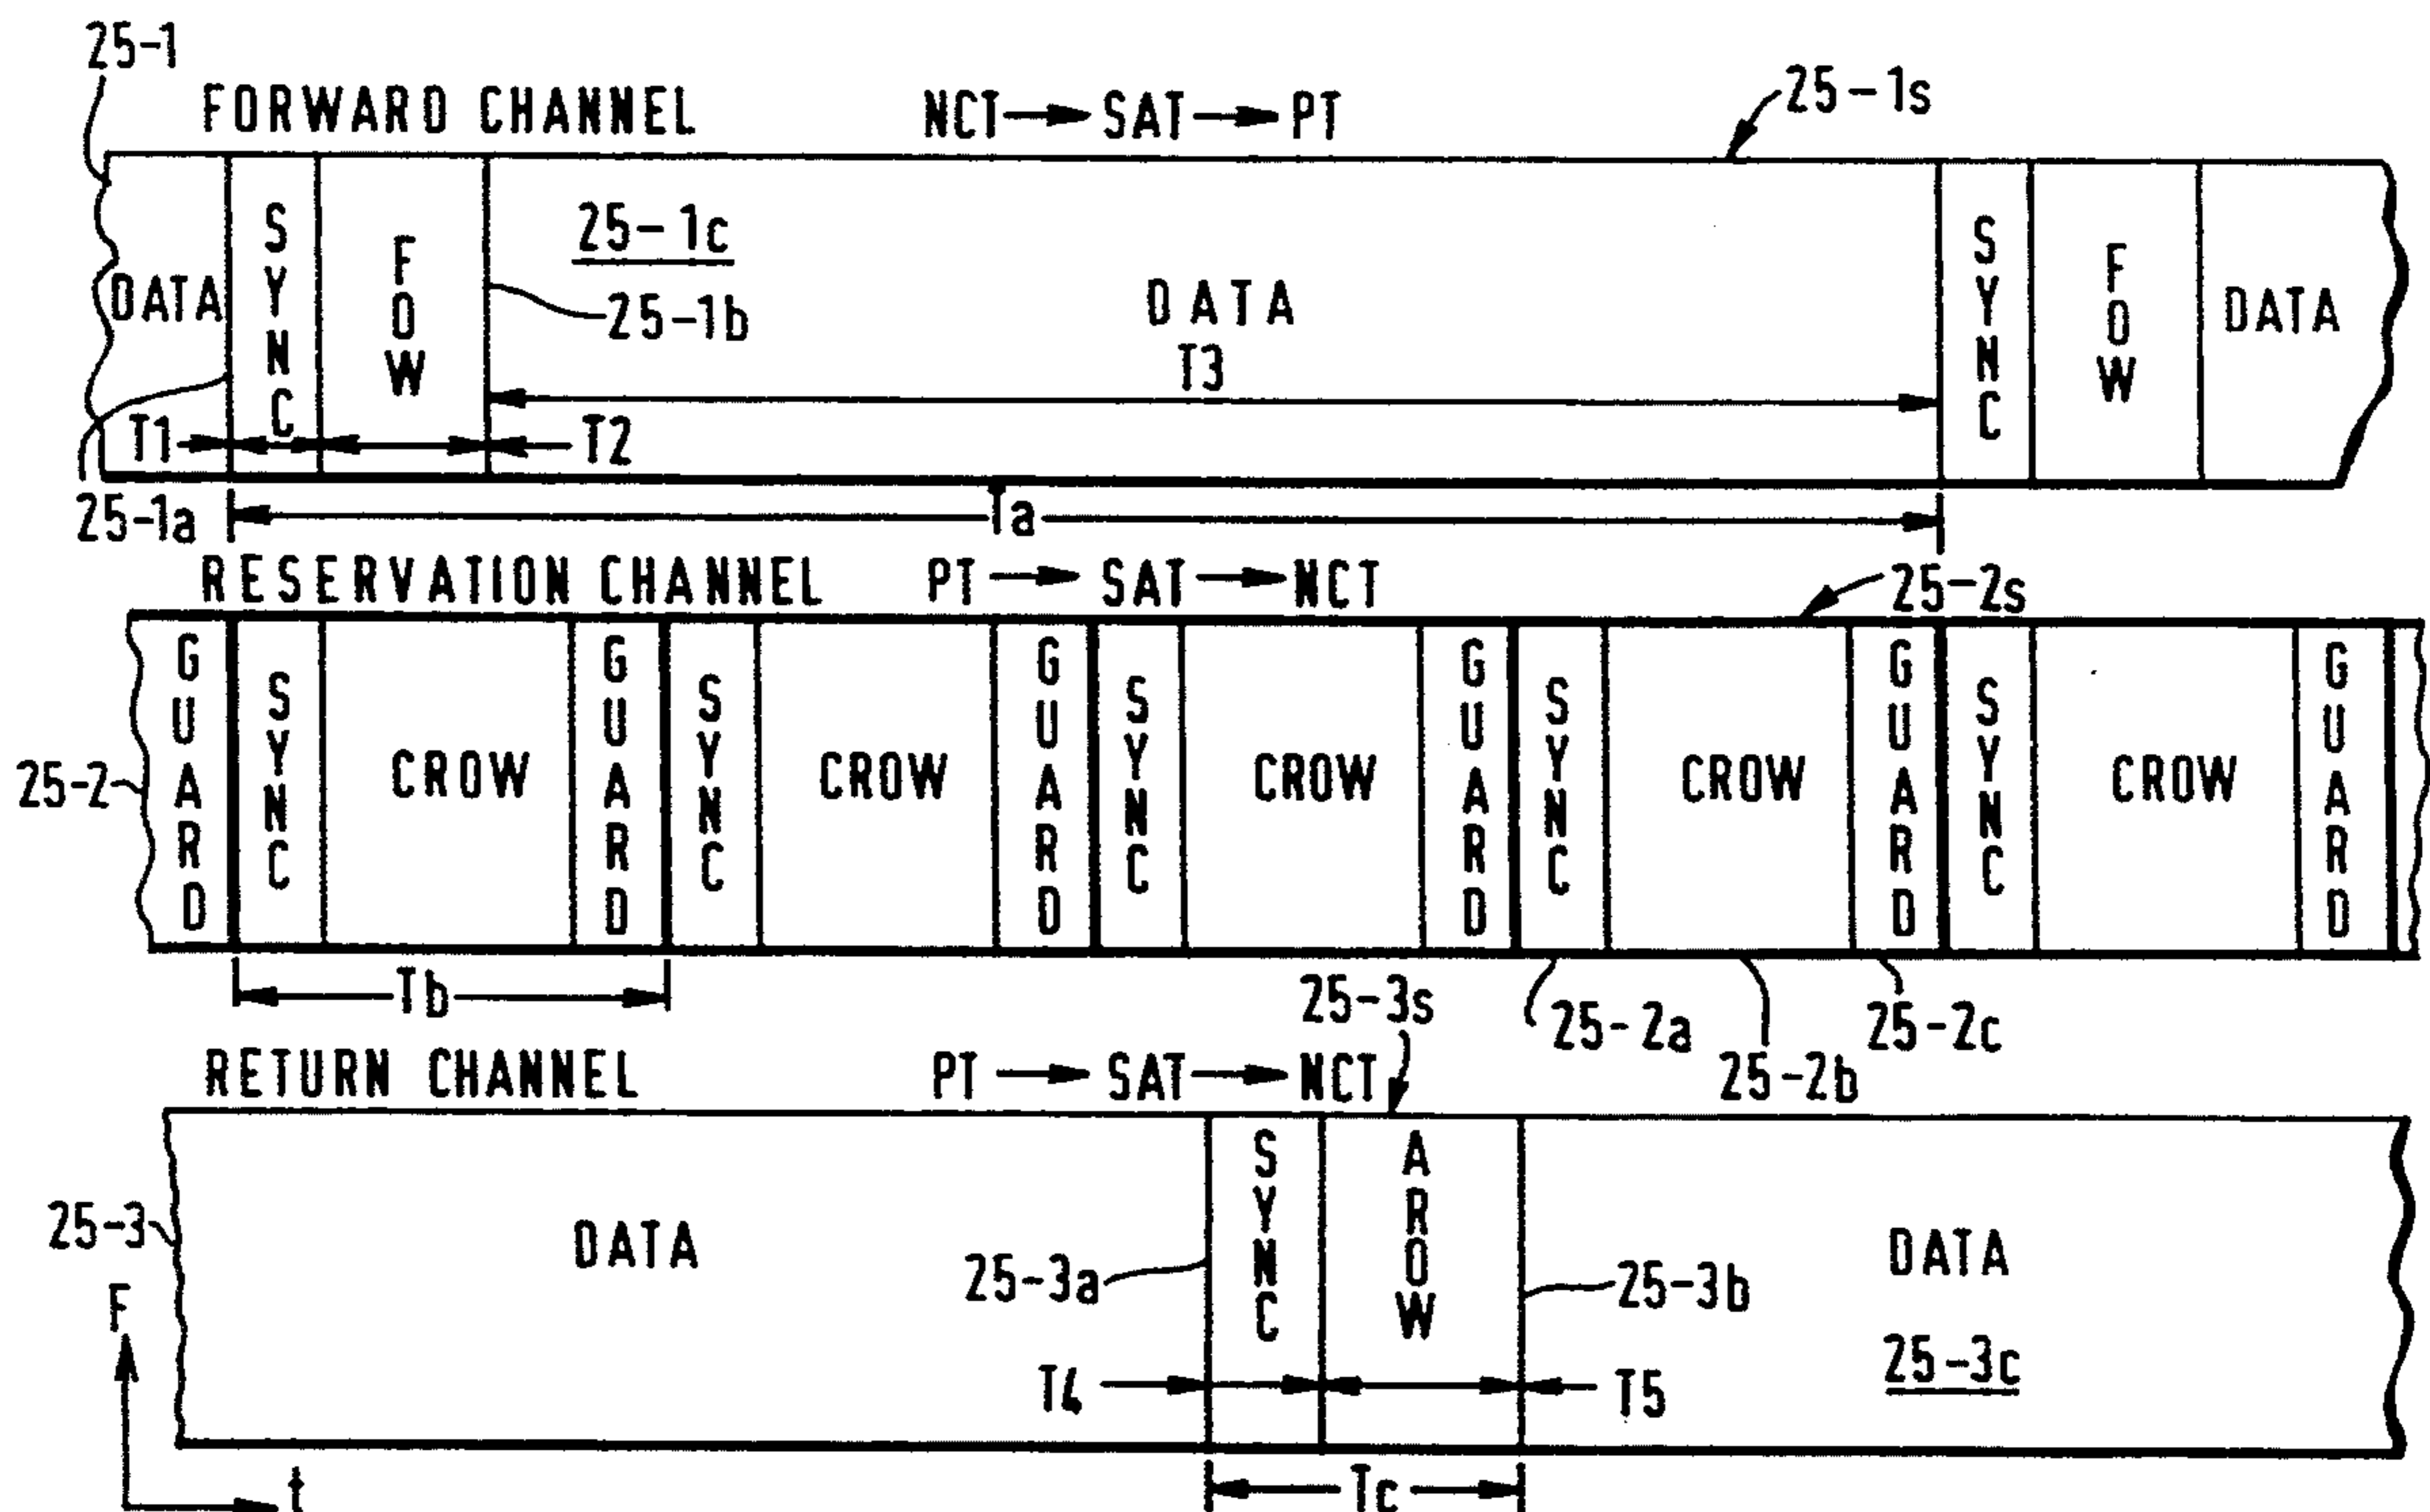 25-1
FORWARD CHANNEL NCT SAT PT 25-1s
DATA SYNC FOW 25-1c 25-1b DATA SYNC FOW DATA
T3
T1 T2
25-1a Ta
RESERVATION CHANNEL PT SAT NCT 25-2s
25-2 GUARD SYNC CROW GUARD SYNC CROW GUARD SYNC CROW GUARD SYNC CROW GUARD SYNC CROW GUARD
Tb 25-3s 25-2a 25-2b 25-2c
RETURN CHANNEL PT SAT NCT
25-3 DATA 25-3a SYNC AROW 25-3b DATA
F T4 T5 25-3c
t Tc